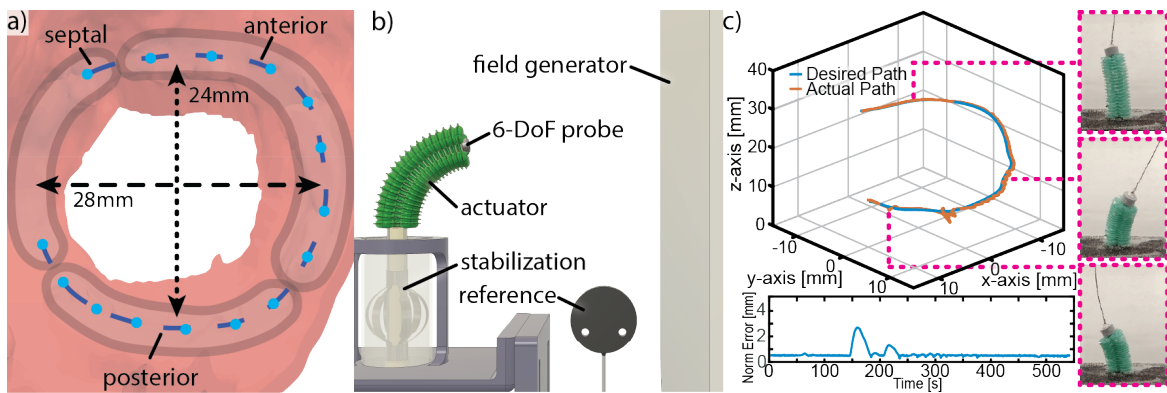 a)
septal
anterior
24mm
28mm
posterior
b)
field generator
6-DoF probe
actuator
stabilization
reference
c)
Desired Path
Actual Path
z-axis [mm]
40
30
20
10
0
-10
0
10
y-axis [mm]
-10
0
10
x-axis [mm]
Norm Error [mm]
4
2
0
0
100
200
300
400
500
Time [s]